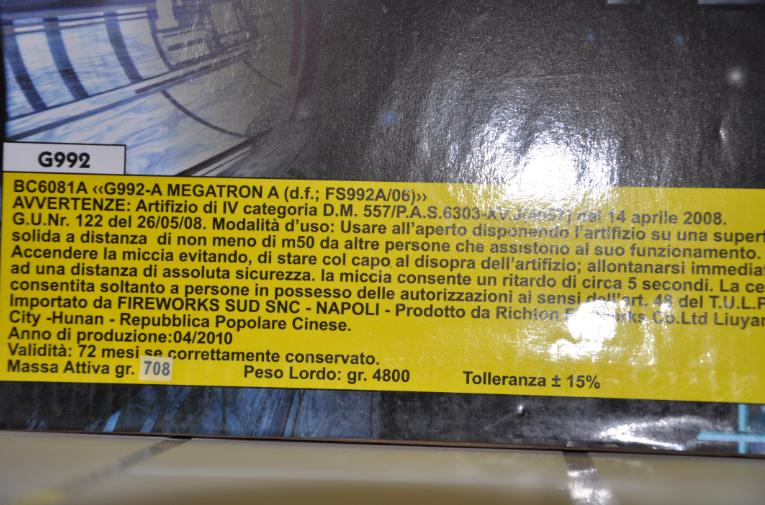 G992
BC6081A ‹‹G992-A MEGATRON A (d.f.; FS992A/06)››
AVVERTENZE: Artifizio di IV categoria D.M. 557/P.A.S.6303-XV.J(4657) del 14 aprile 2008.
G.U.Nr. 122 del 26/05/08. Modalità d'uso: Usare all'aperto disponendo l'artifizio su una superf
solida a distanza di non meno di m50 da altre persone che assistono al suo funzionamento.
Accendere la miccia evitando, di stare col capo al disopra dell'artifizio; allontanarsi immediat
ad una distanza di assoluta sicurezza. la miccia consente un ritardo di circa 5 secondi. La ce
consentita soltanto a persone in possesso delle autorizzazioni ai sensi dell'art. 48 del T.U.L.P
Importato da FIREWORKS SUD SNC - NAPOLI - Prodotto da Richton Fireworks Co.Ltd Liuyan
City -Hunan - Repubblica Popolare Cinese.
Anno di produzione:04/2010
Validità: 72 mesi se correttamente conservato.
Massa Attiva gr. 708 Peso Lordo: gr. 4800 Tolleranza ± 15%